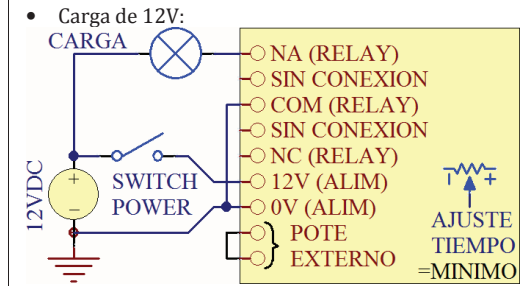 • Carga de 12V:
CARGA
NA (RELAY)
SIN CONEXION
COM (RELAY)
SIN CONEXION
NC (RELAY)
12V (ALIM)
0V (ALIM)
POTE
EXTERNO
12VDC
+
-
SWITCH
POWER
1 +
AJUSTE
TIEMPO
=MINIMO